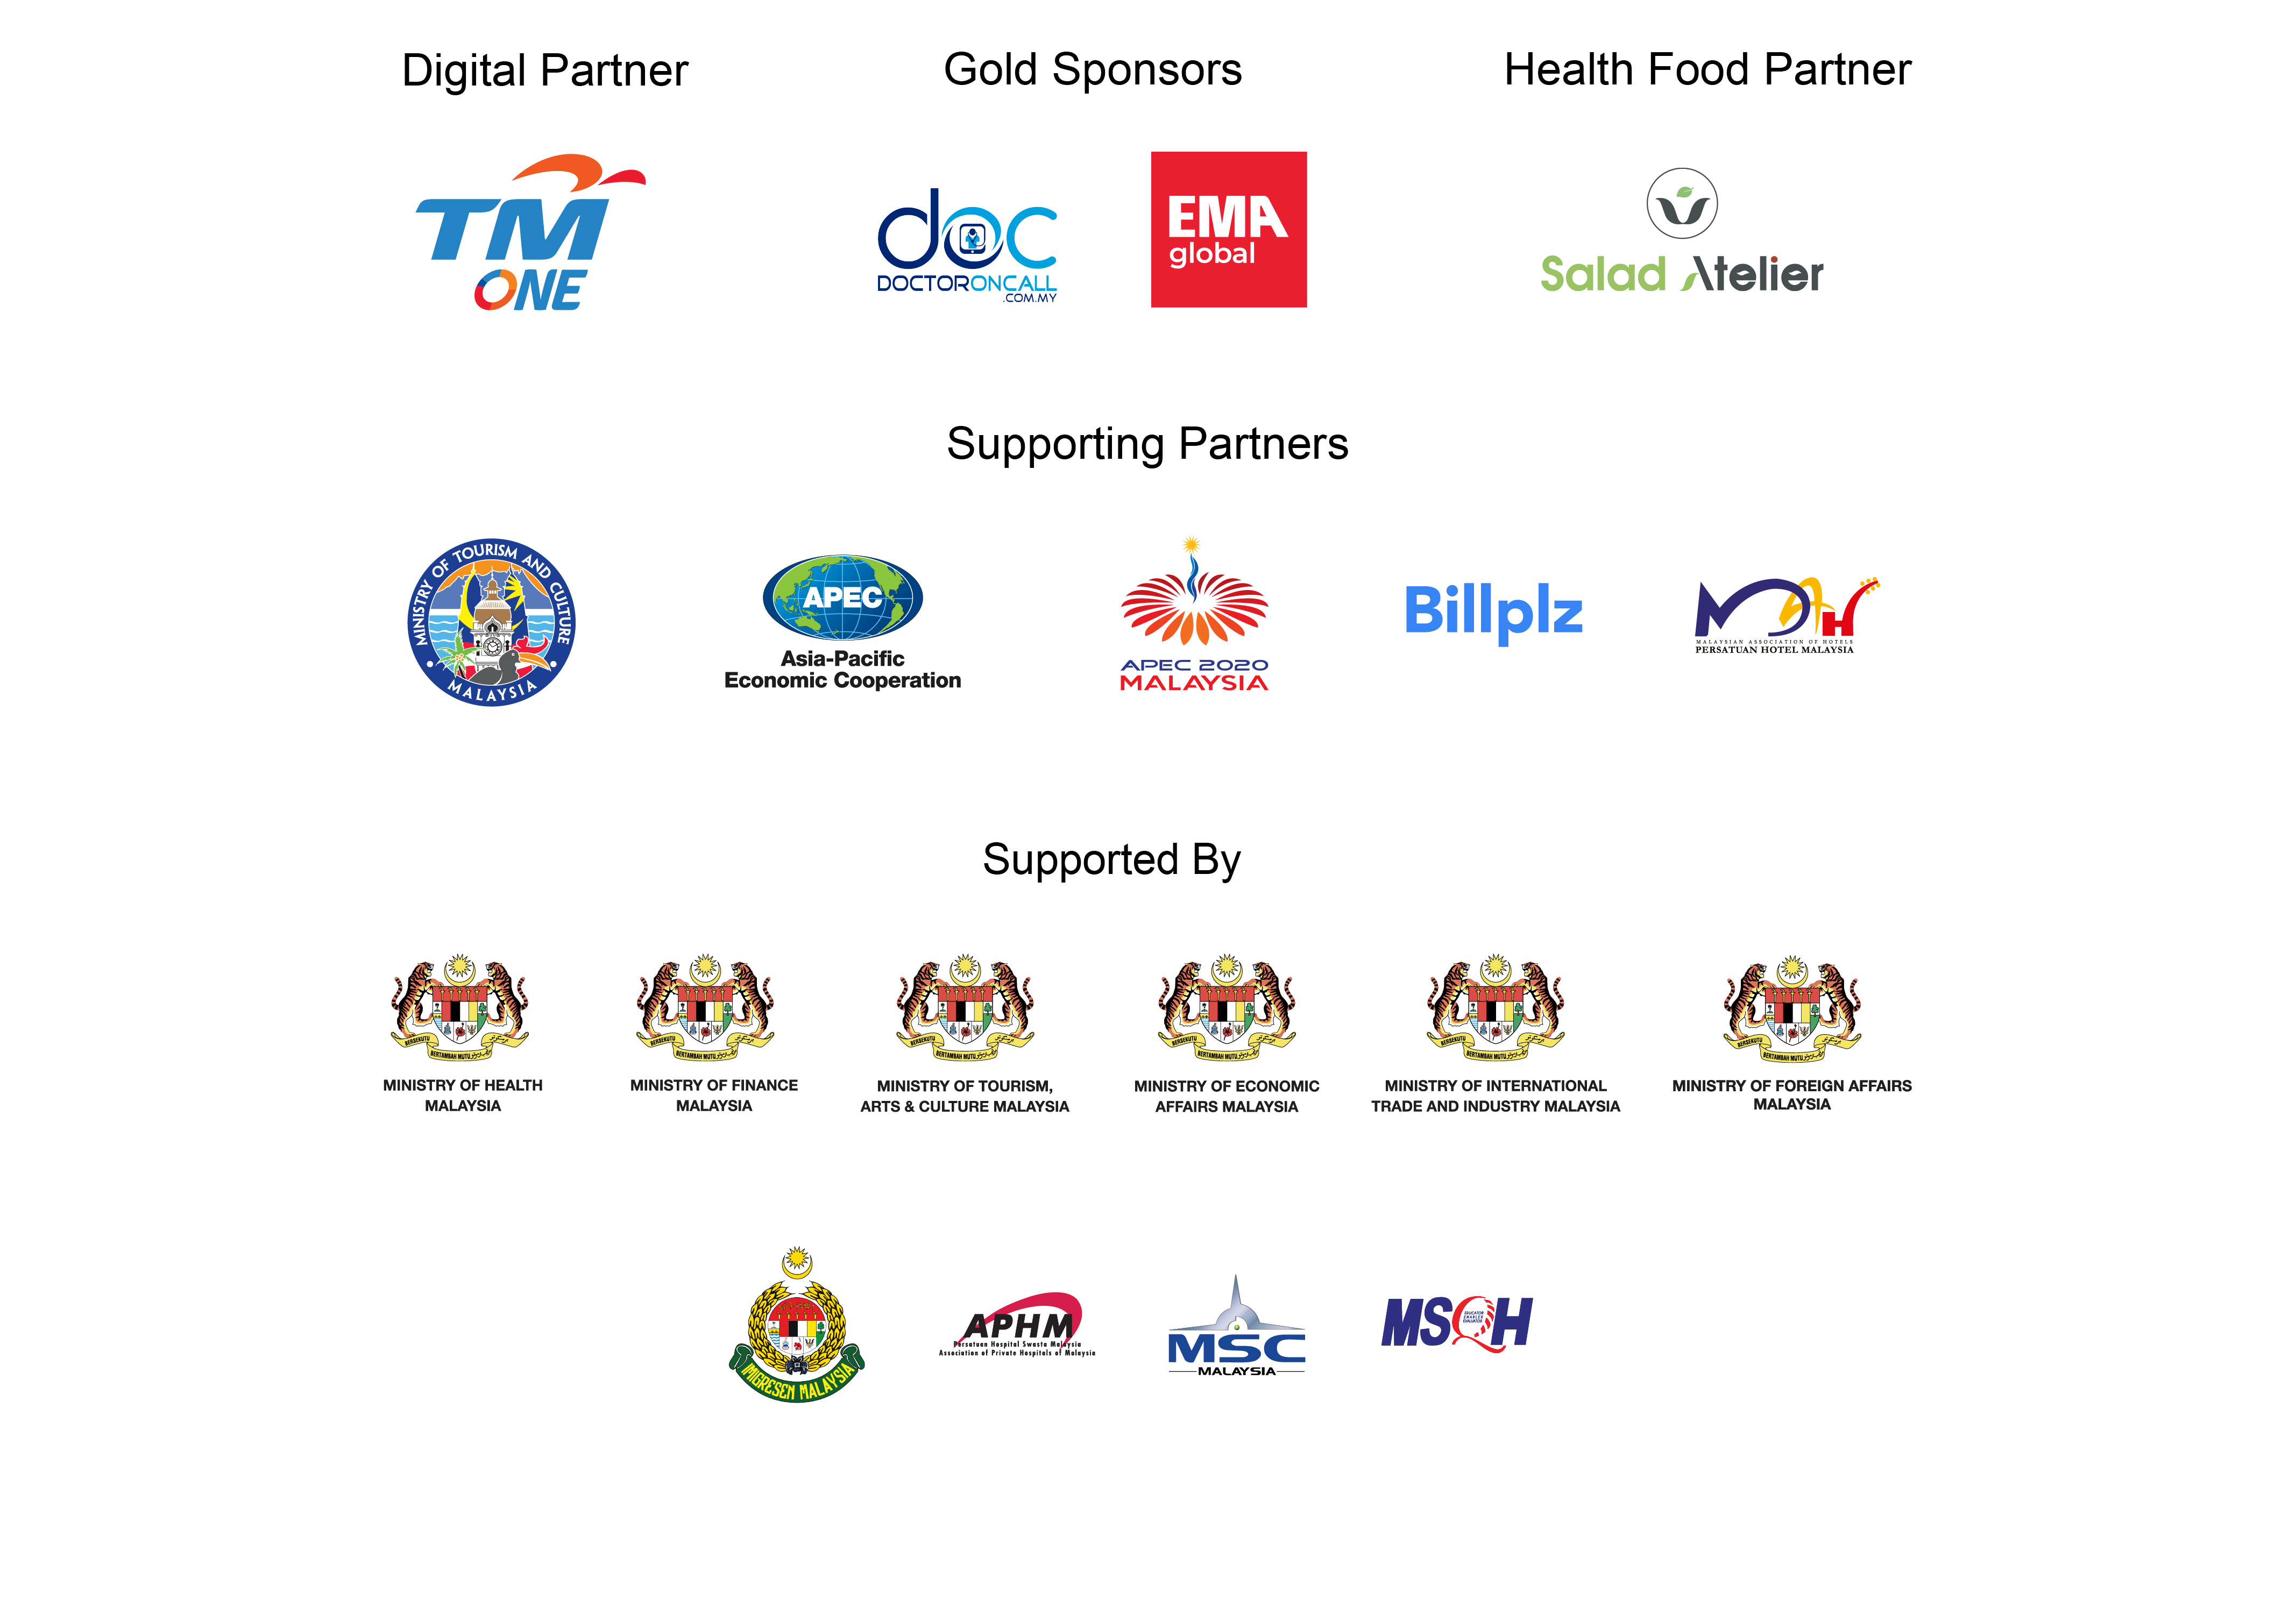 Digital Partner
Gold Sponsors
Health Food Partner
TM
ONE
doc
DOCTORONCALL
.COM.MY
EMA
global
Salad Atelier
Supporting Partners
MINISTRY OF TOURISM AND CULTURE
MALAYSIA
APEC
Asia-Pacific
Economic Cooperation
APEC 2020
MALAYSIA
Billplz
MAH
MALAYSIAN ASSOCIATION OF HOTELS
PERSATUAN HOTEL MALAYSIA
Supported By
BERSEKUTU BERTAMBAH MUTU
MINISTRY OF HEALTH
MALAYSIA
BERSEKUTU BERTAMBAH MUTU
MINISTRY OF FINANCE
MALAYSIA
BERSEKUTU BERTAMBAH MUTU
MINISTRY OF TOURISM,
ARTS & CULTURE MALAYSIA
BERSEKUTU BERTAMBAH MUTU
MINISTRY OF ECONOMIC
AFFAIRS MALAYSIA
BERSEKUTU BERTAMBAH MUTU
MINISTRY OF INTERNATIONAL
TRADE AND INDUSTRY MALAYSIA
BERSEKUTU BERTAMBAH MUTU
MINISTRY OF FOREIGN AFFAIRS
MALAYSIA
IMIGRESEN MALAYSIA
APHM
Persatuan Hospital Swasta Malaysia
Association of Private Hospitals of Malaysia
MSC
MALAYSIA
MSQH
EDUCATOR
ENABLER
EVALUATOR